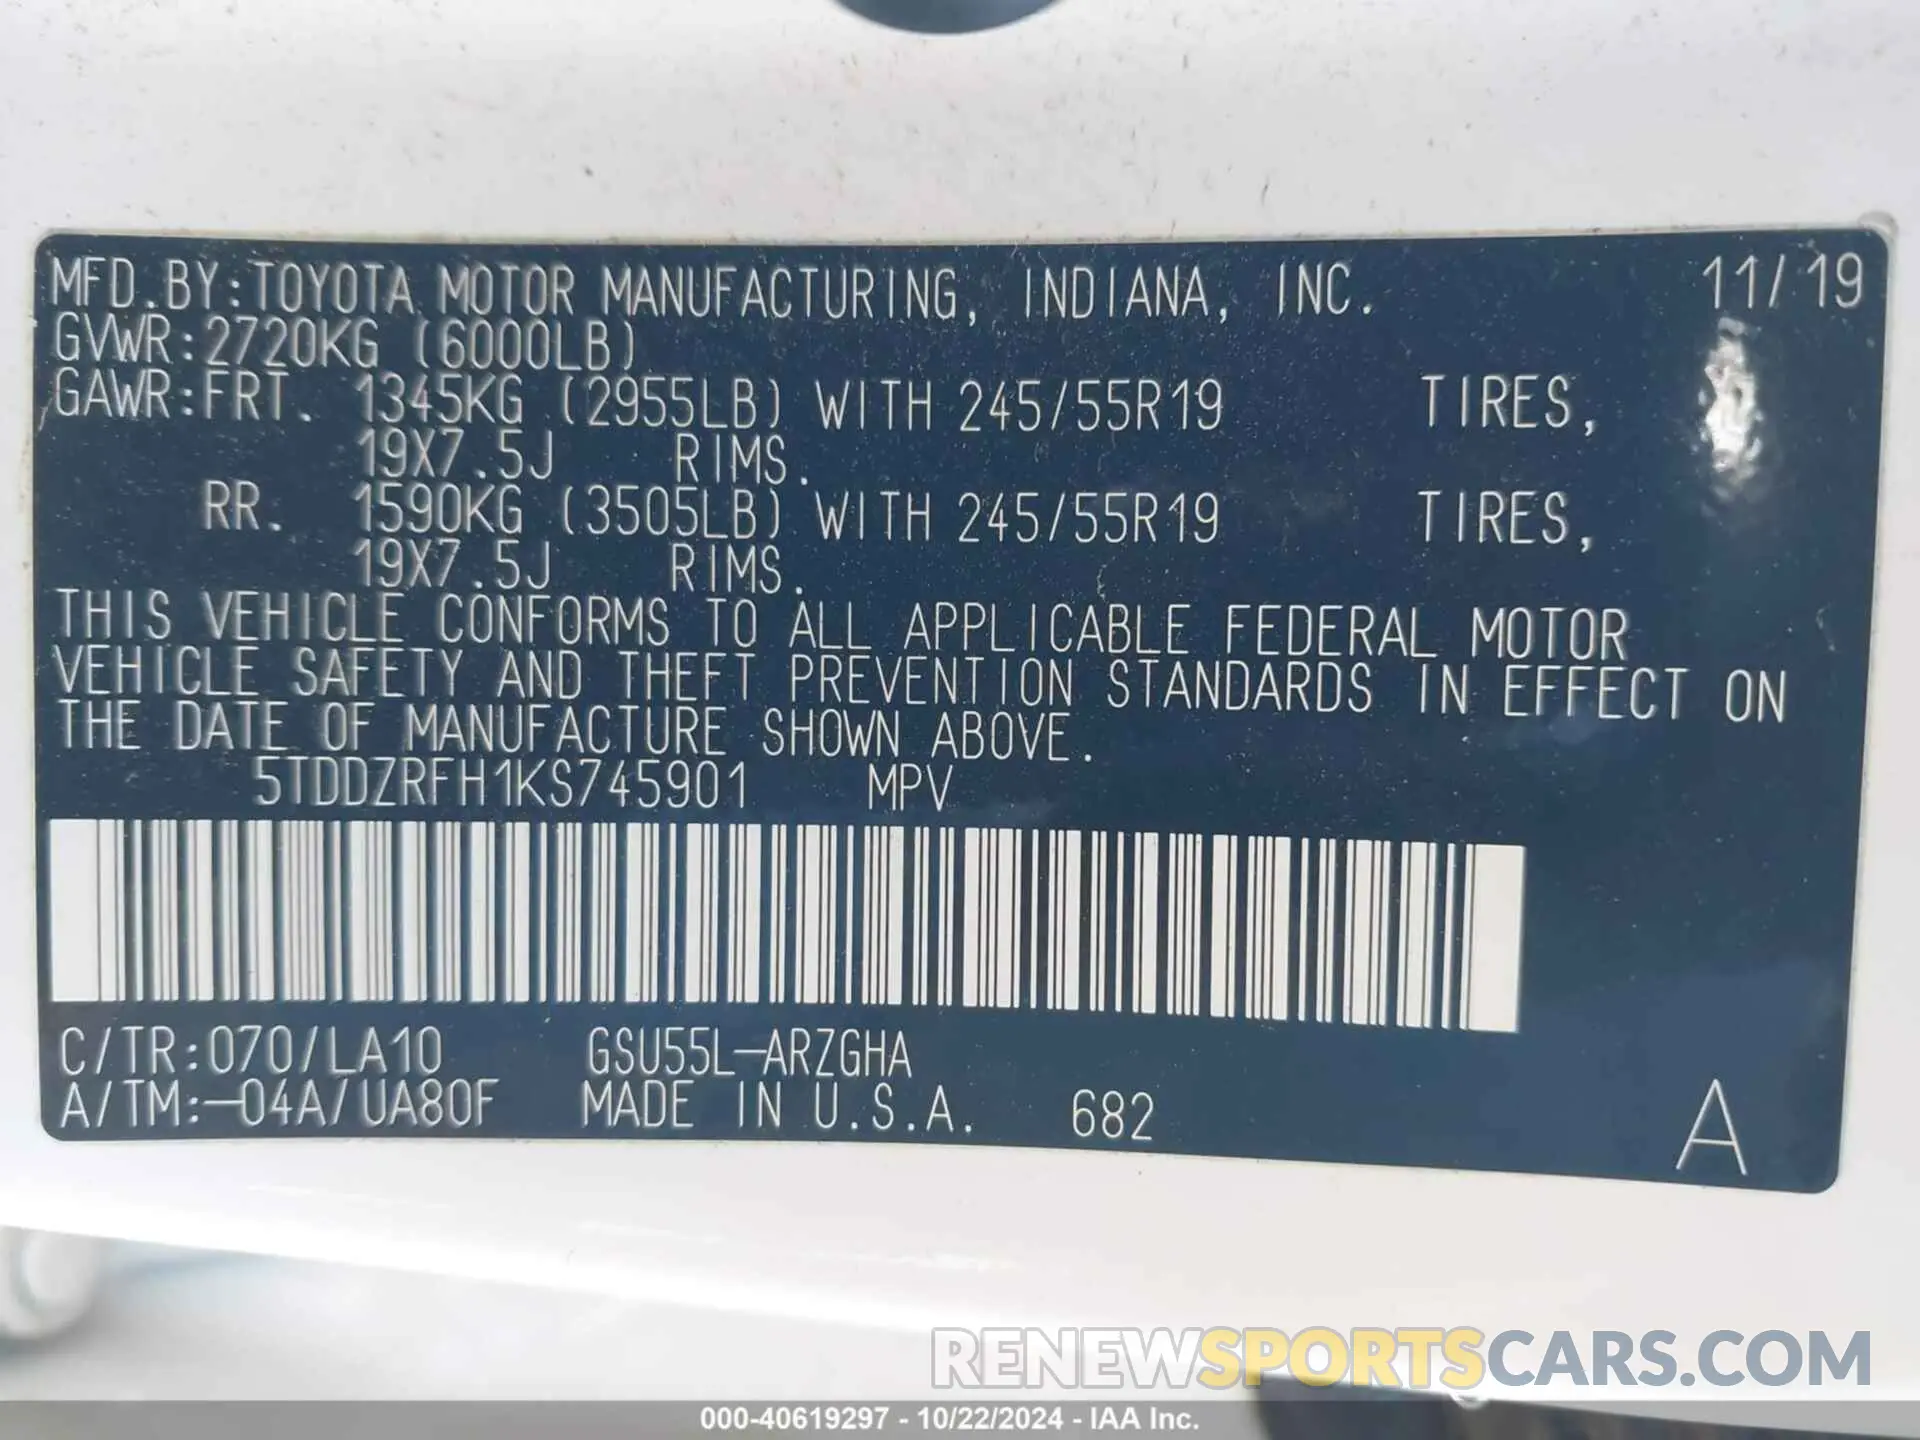 MFD.BY:TOYOTA MOTOR MANUFACTURING, INDIANA, INC. 11/19
GVWR:2720KG (6000LB)
GAWR:FRT. 1345KG (2955LB) WITH 245/55R19 TIRES,
19X7.5J RIMS.
RR. 1590KG (3505LB) WITH 245/55R19 TIRES,
19X7.5J RIMS.
THIS VEHICLE CONFORMS TO ALL APPLICABLE FEDERAL MOTOR
VEHICLE SAFETY AND THEFT PREVENTION STANDARDS IN EFFECT ON
THE DATE OF MANUFACTURE SHOWN ABOVE.
5TDDZRFH1KS745901 MPV
C/TR:070/LA10 GSU55L-ARZGHA
A/TM:-04A/UA80F MADE IN U.S.A. 682 A
RENEWSPORTSCARS.COM
000-40619297 - 10/22/2024 - IAA Inc.